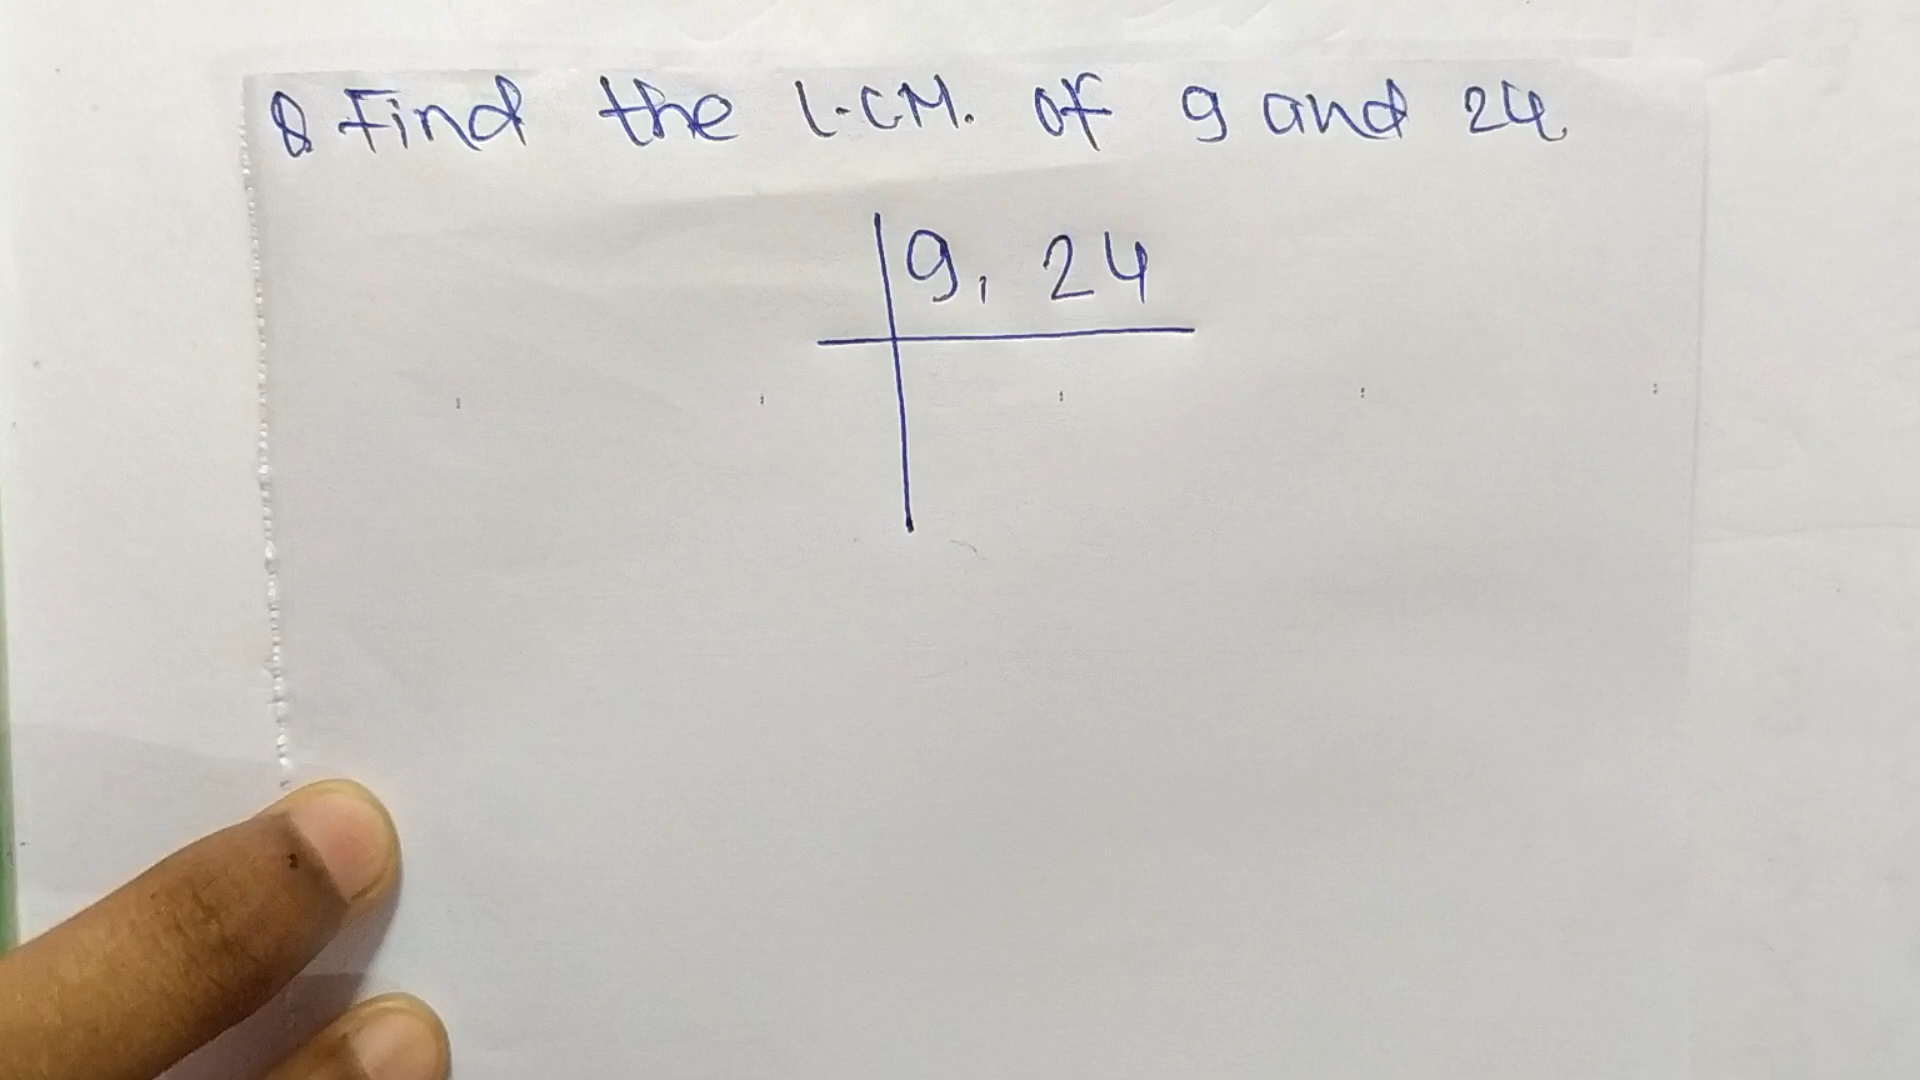 Q Find the L.C.M. of 9 and 24
9, 24